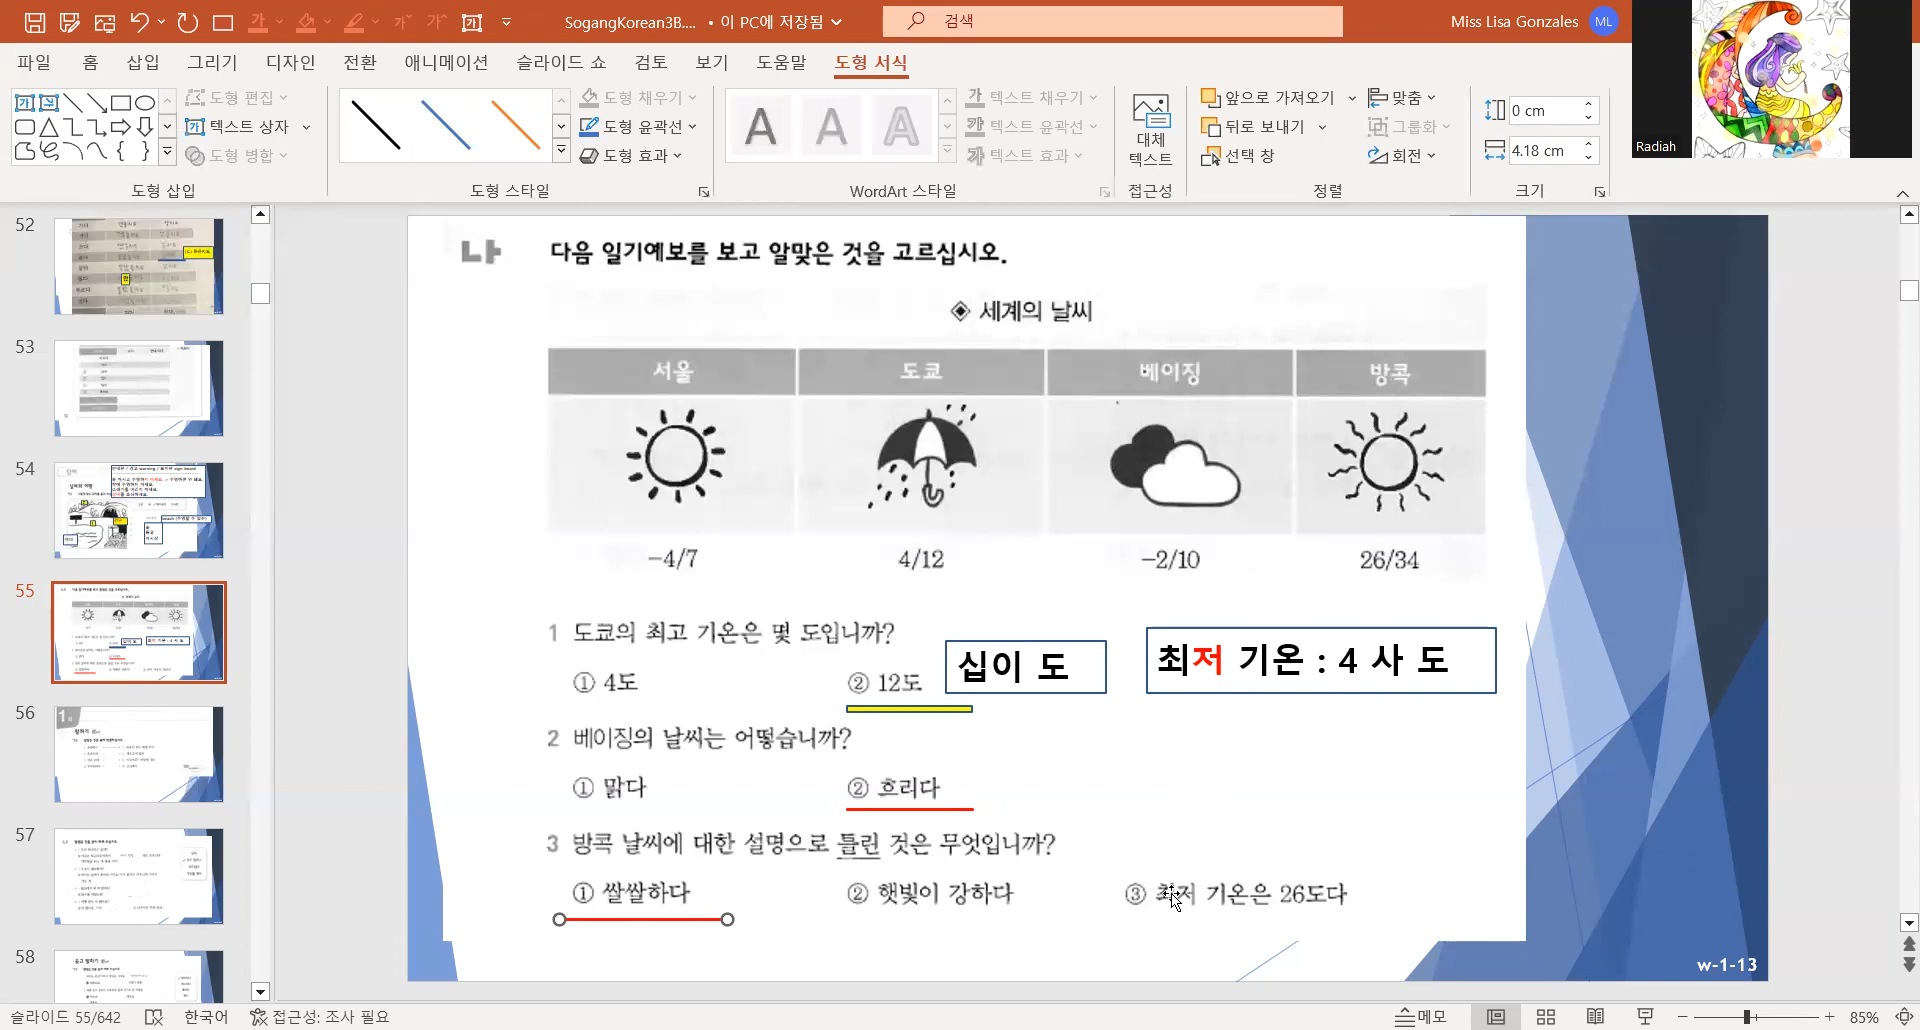 SogangKorean3B.... • 이 PC에 저장됨
검색
Miss Lisa Gonzales
ML
Radiah
파일 홈 삽입 그리기 디자인 전환 애니메이션 슬라이드 쇼 검토 보기 도움말 도형 서식
도형 편집
텍스트 상자
도형 병합
도형 삽입
도형 채우기
도형 윤곽선
도형 효과
도형 스타일
A A A
텍스트 채우기
텍스트 윤곽선
텍스트 효과
WordArt 스타일
대체
텍스트
접근성
앞으로 가져오기
뒤로 보내기
선택 창
맞춤
그룹화
회전
정렬
0 cm
4.18 cm
크기
52
53
54
55
56
57
58
나 다음 일기예보를 보고 알맞은 것을 고르십시오.
◈ 세계의 날씨
서울 도쿄 베이징 방콕
−4/7 4/12 −2/10 26/34
1 도쿄의 최고 기온은 몇 도입니까?
① 4도 ② 12도
십이 도
최저 기온 : 4 사 도
2 베이징의 날씨는 어떻습니까?
① 맑다 ② 흐리다
3 방콕 날씨에 대한 설명으로 틀린 것은 무엇입니까?
① 쌀쌀하다 ② 햇빛이 강하다 ③ 최저 기온은 26도다
w-1-13
슬라이드 55/642 한국어 접근성: 조사 필요
메모
85%